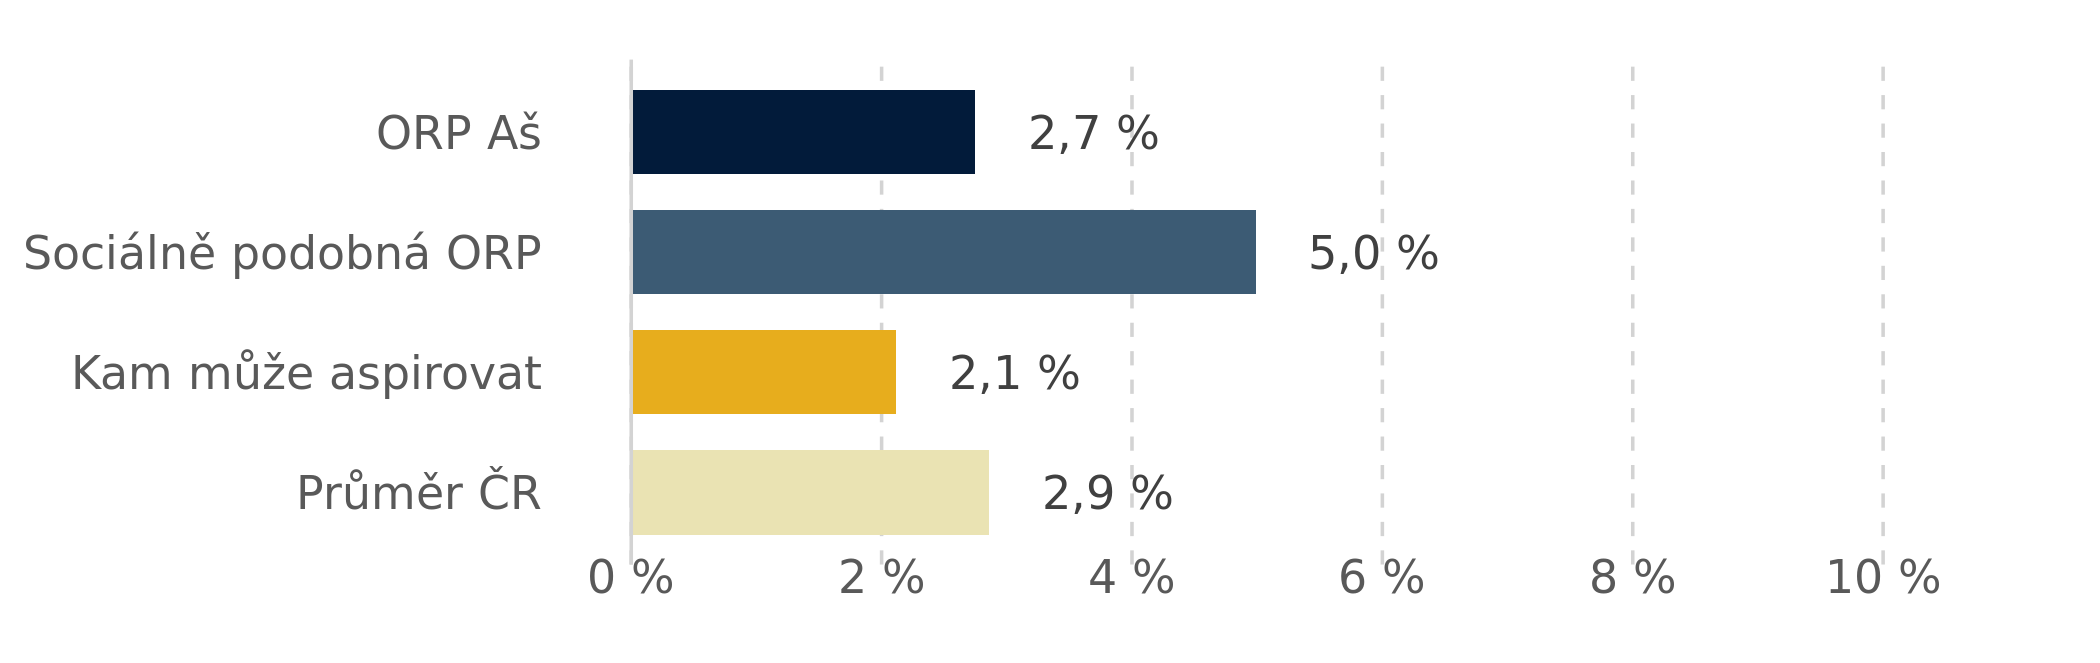 ORP Aš 2,7 %
Sociálně podobná ORP 5,0 %
Kam může aspirovat 2,1 %
Průměr ČR 2,9 %
0 % 2 % 4 % 6 % 8 % 10 %